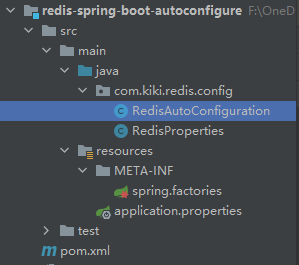 redis-spring-boot-autoconfigure F:\OneD
src
main
java
com.kiki.redis.config
RedisAutoConfiguration
RedisProperties
resources
META-INF
spring.factories
application.properties
test
pom.xml